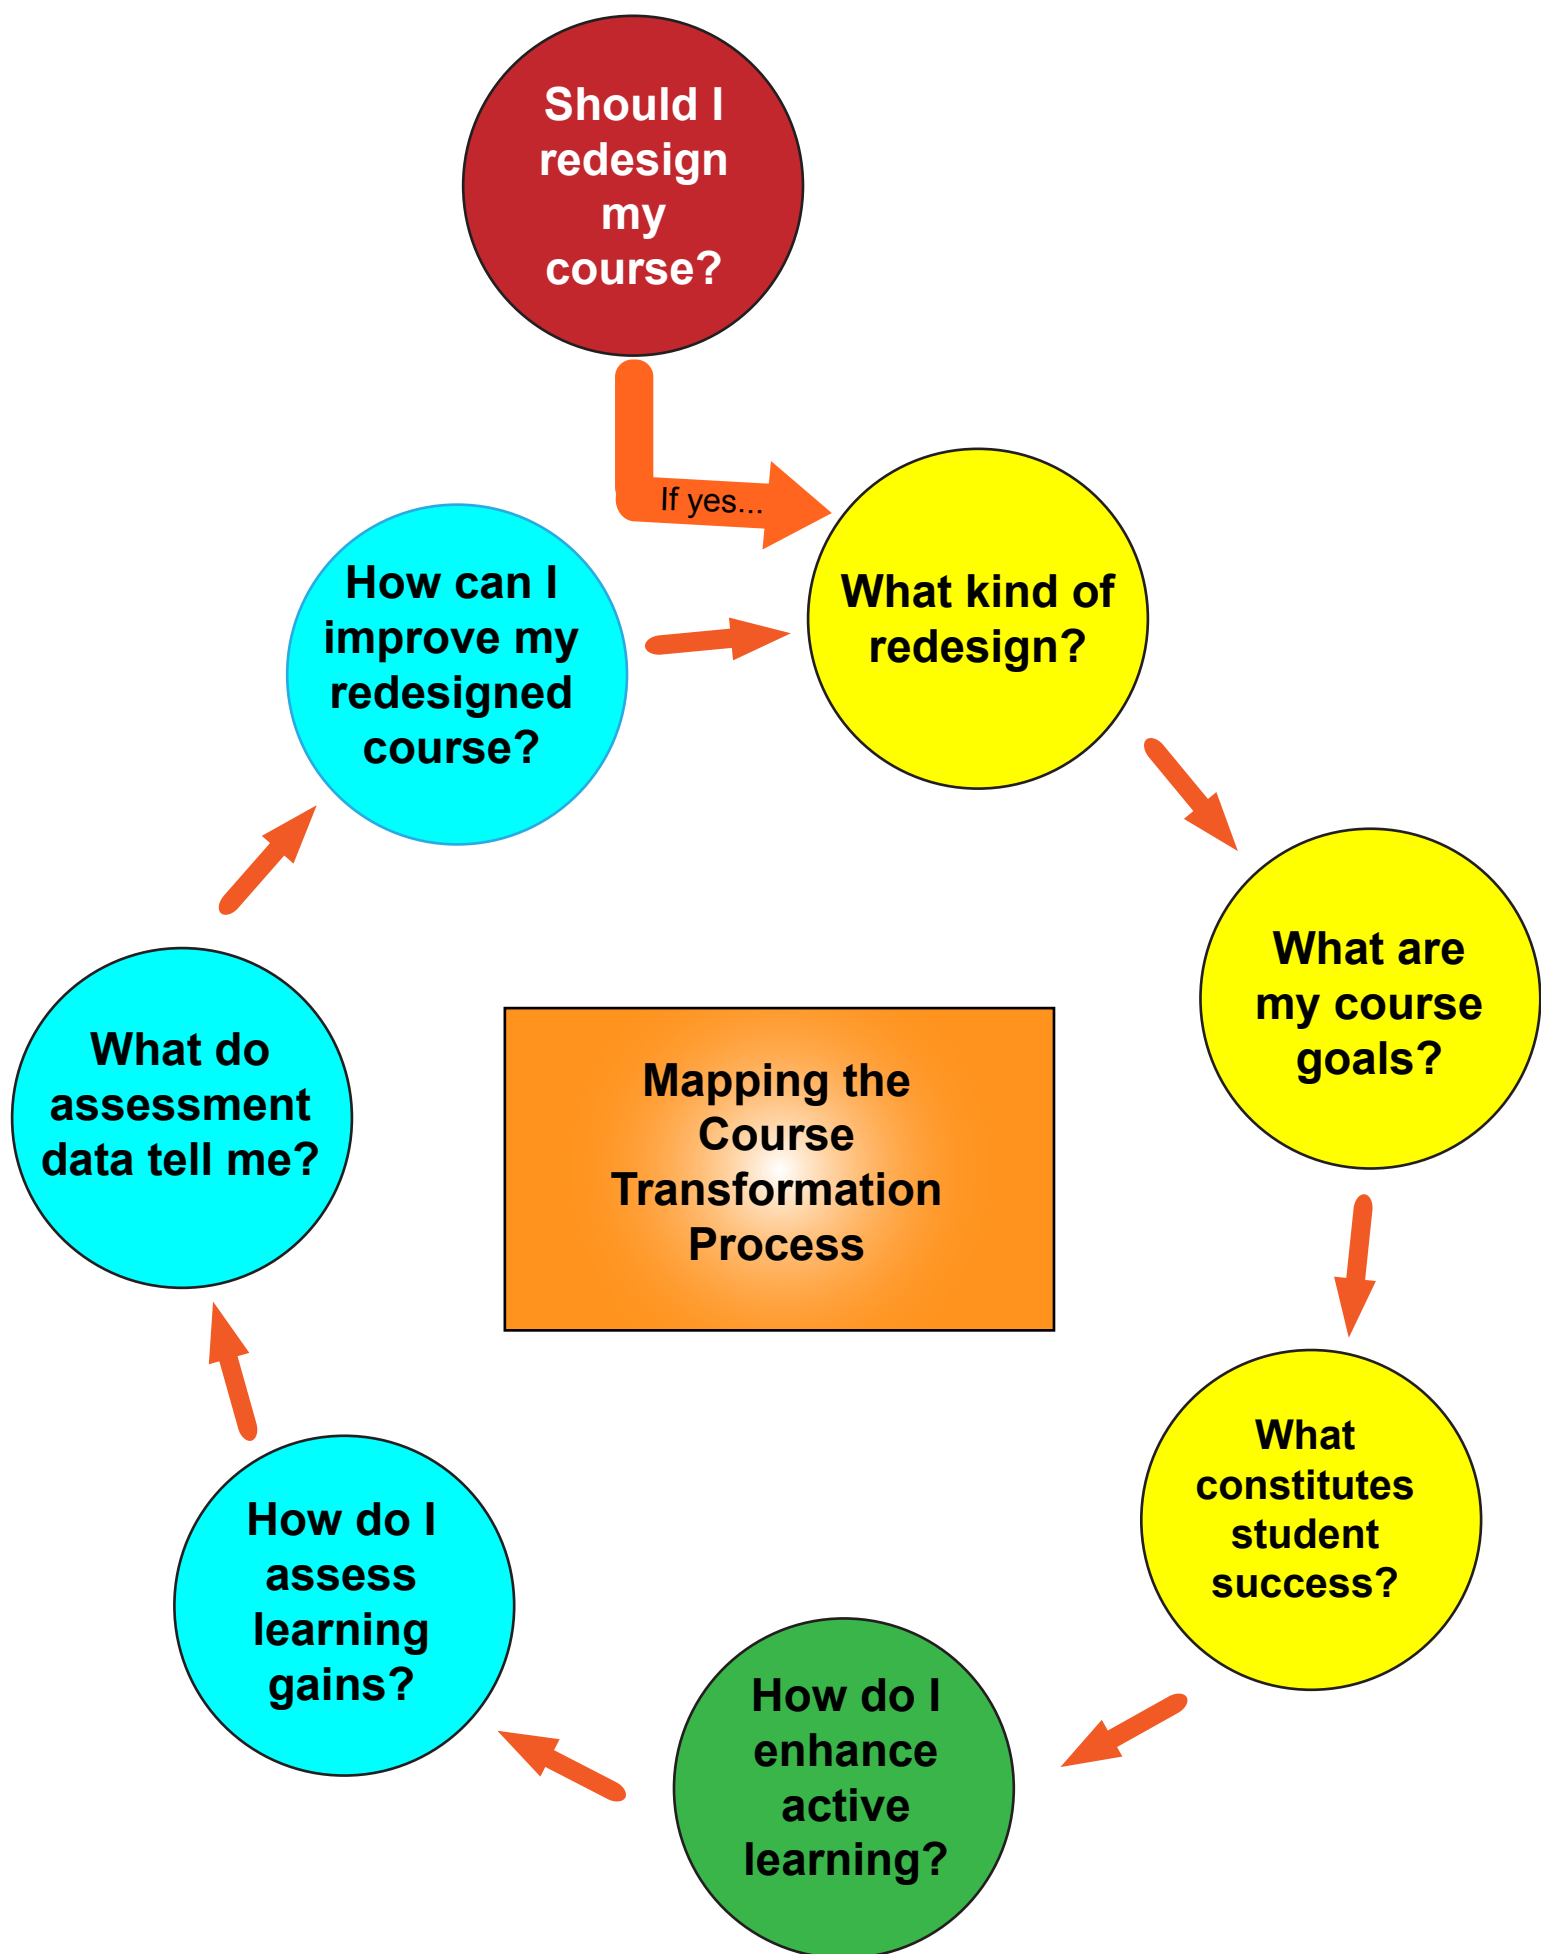 Should I
redesign
my
course?
If yes...
What kind of
redesign?
What are
my course
goals?
What
constitutes
student
success?
How do I
enhance
active
learning?
How do I
assess
learning
gains?
What do
assessment
data tell me?
How can I
improve my
redesigned
course?
Mapping the
Course
Transformation
Process